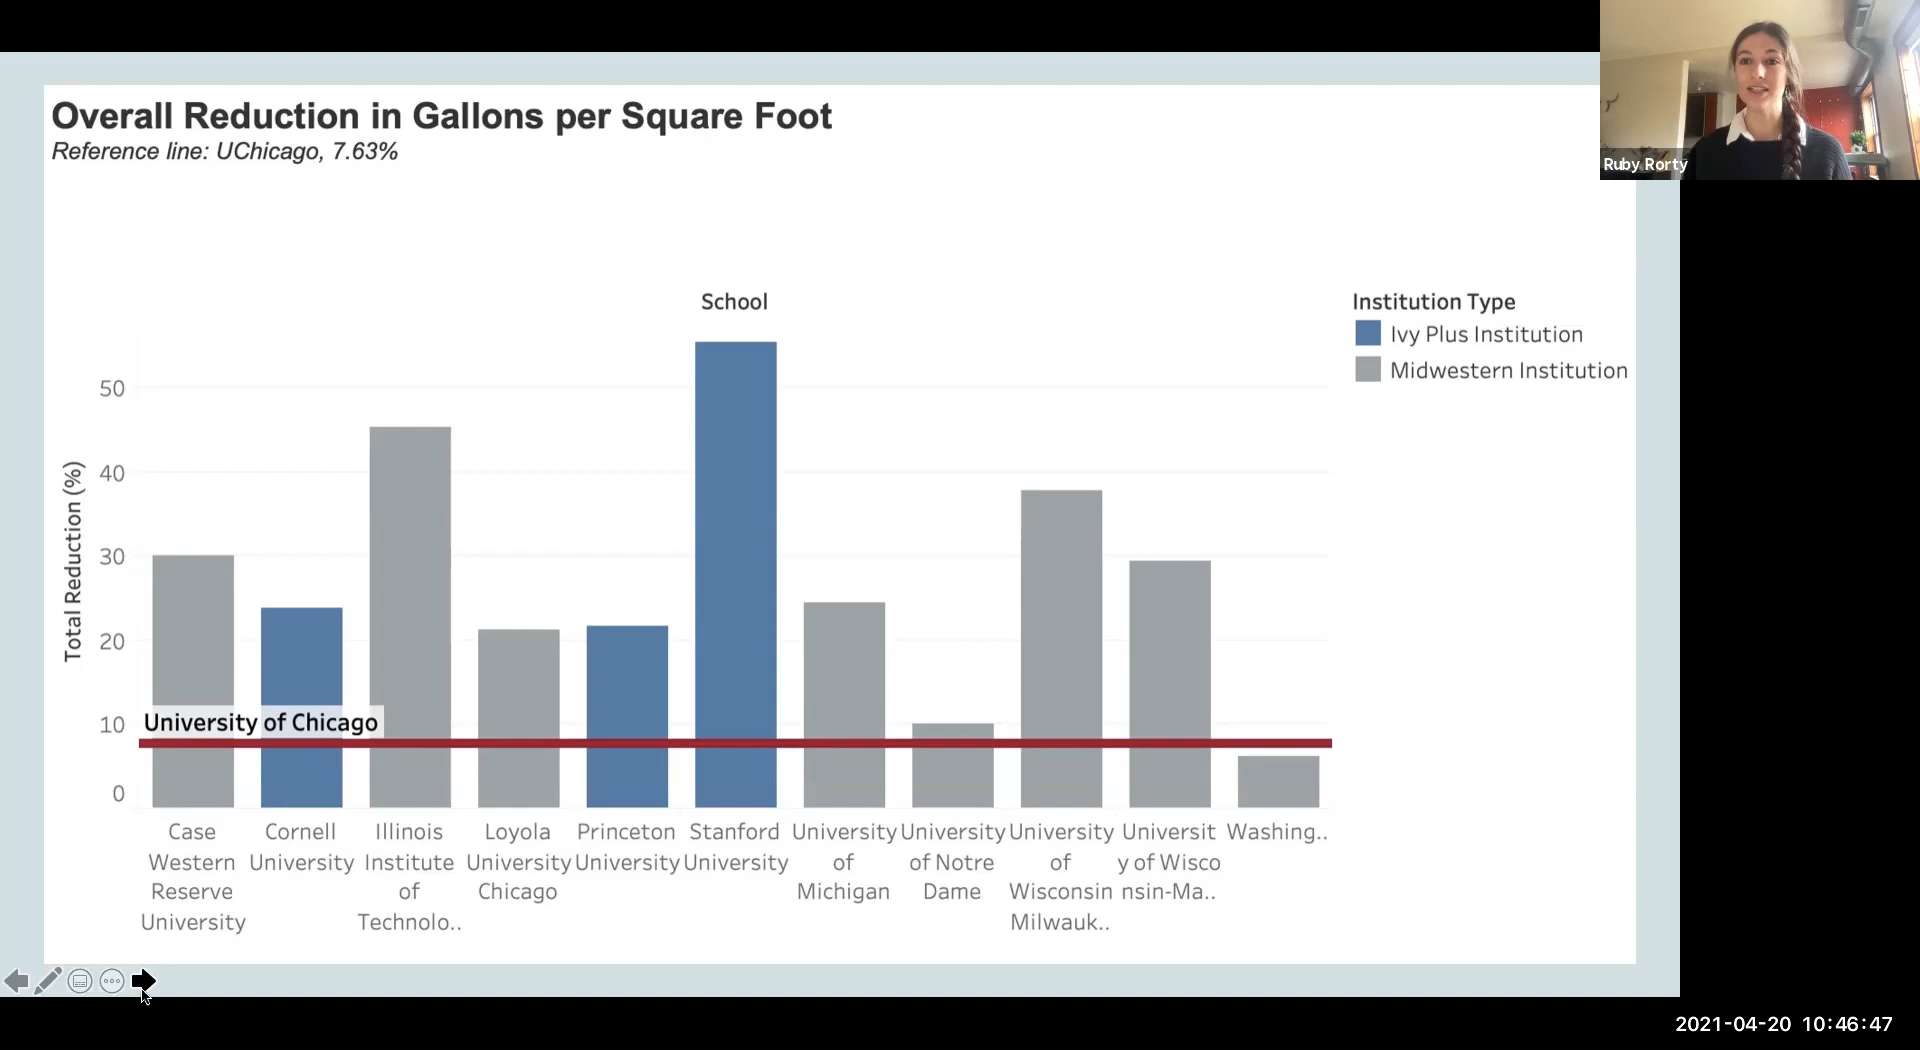 Overall Reduction in Gallons per Square Foot
Reference line: UChicago, 7.63%
Ruby Rorty
School
Institution Type
Ivy Plus Institution
Midwestern Institution
Total Reduction (%)
50
40
30
20
10
0
University of Chicago
Case
Western
Reserve
University
Cornell
University
Illinois
Institute
of
Technolo..
Loyola
University
Chicago
Princeton
University
Stanford
University
University
of
Michigan
University
of Notre
Dame
University
of
Wisconsin
Milwauk..
Universit
y of Wisco
nsin-Ma..
Washing..
2021-04-20 10:46:47